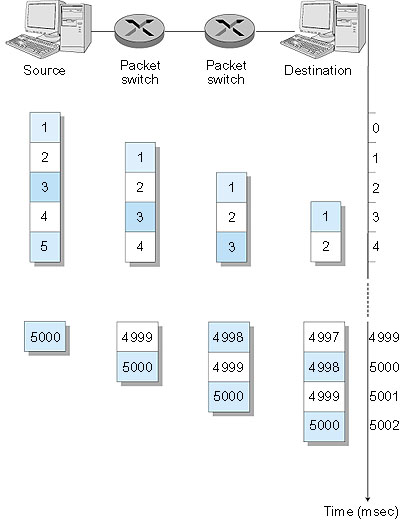 Source Packet switch Packet switch Destination
1 0
2 1 1
3 2 1 2
4 3 2 1 3
5 4 3 2 4
5000 4999 4998 4997 4999
5000 4999 4998 5000
5000 4999 5001
5000 5002
Time (msec)